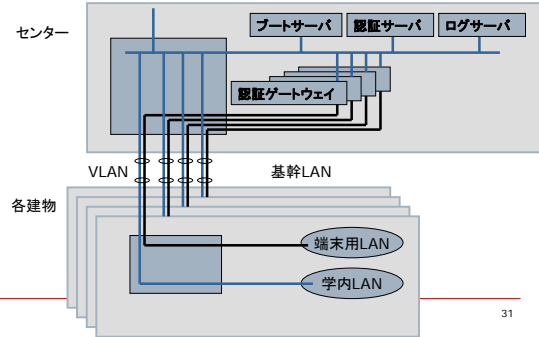 センター
ブートサーバ
認証サーバ
ログサーバ
認証ゲートウェイ
VLAN
基幹LAN
各建物
端末用LAN
学内LAN
31